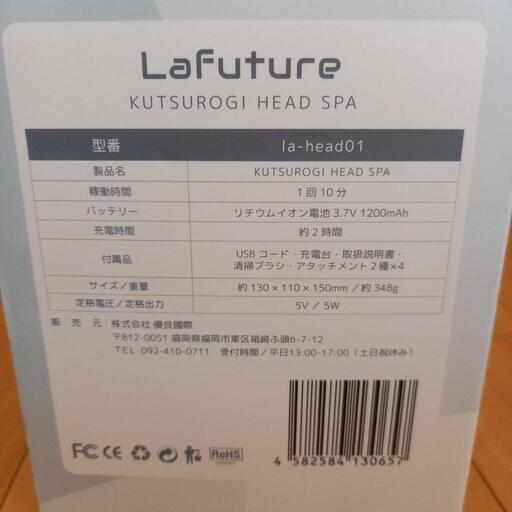 LaFuture
KUTSUROGI HEAD SPA
型番 la-head01
製品名 KUTSUROGI HEAD SPA
稼働時間 1回10分
バッテリー リチウムイオン電池 3.7V 1200mAh
充電時間 約2時間
付属品 USBコード・充電台・取扱説明書・
清掃ブラシ・アタッチメント2種×4
サイズ/重量 約130×110×150mm/約348g
定格電圧/定格出力 5V / 5W
販売元:株式会社 優良國際
〒812-0051 福岡県福岡市東区箱崎ふ頭6-7-12
TEL 092-410-0711 受付時間/平日13:00-17:00(土日祝休み)
FC CE RoHS
4 582584 130657